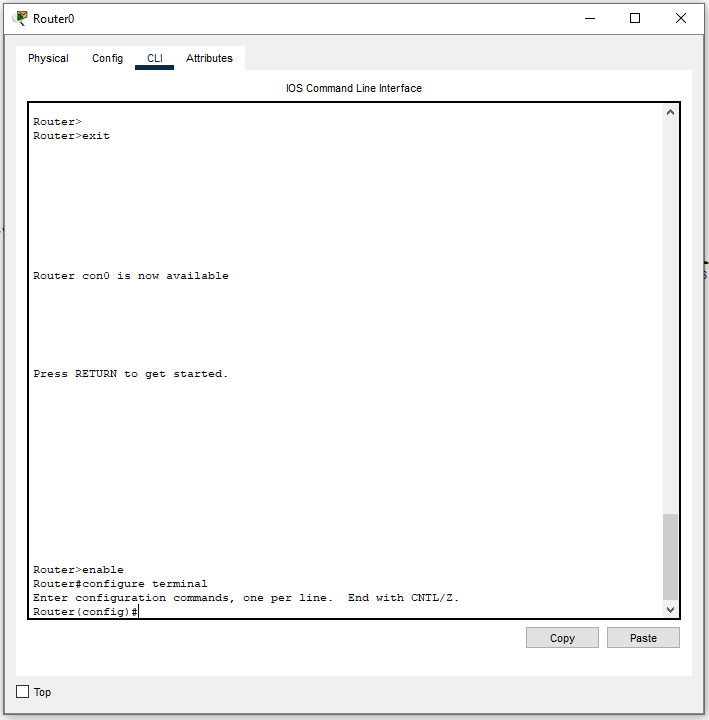 Router0
Physical Config CLI Attributes
IOS Command Line Interface
Router>
Router>exit
Router con0 is now available
Press RETURN to get started.
Router>enable
Router#configure terminal
Enter configuration commands, one per line.  End with CNTL/Z.
Router(config)#
Copy Paste
Top